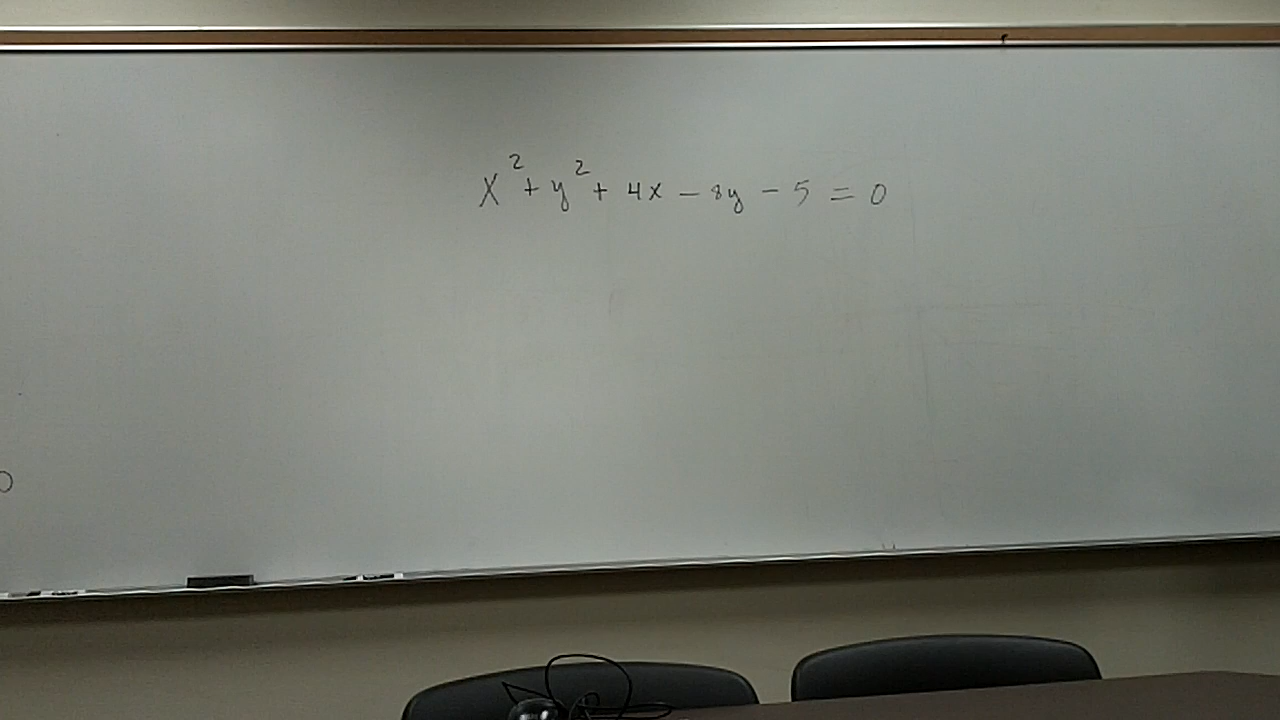 x² + y² + 4x − 8y − 5 = 0